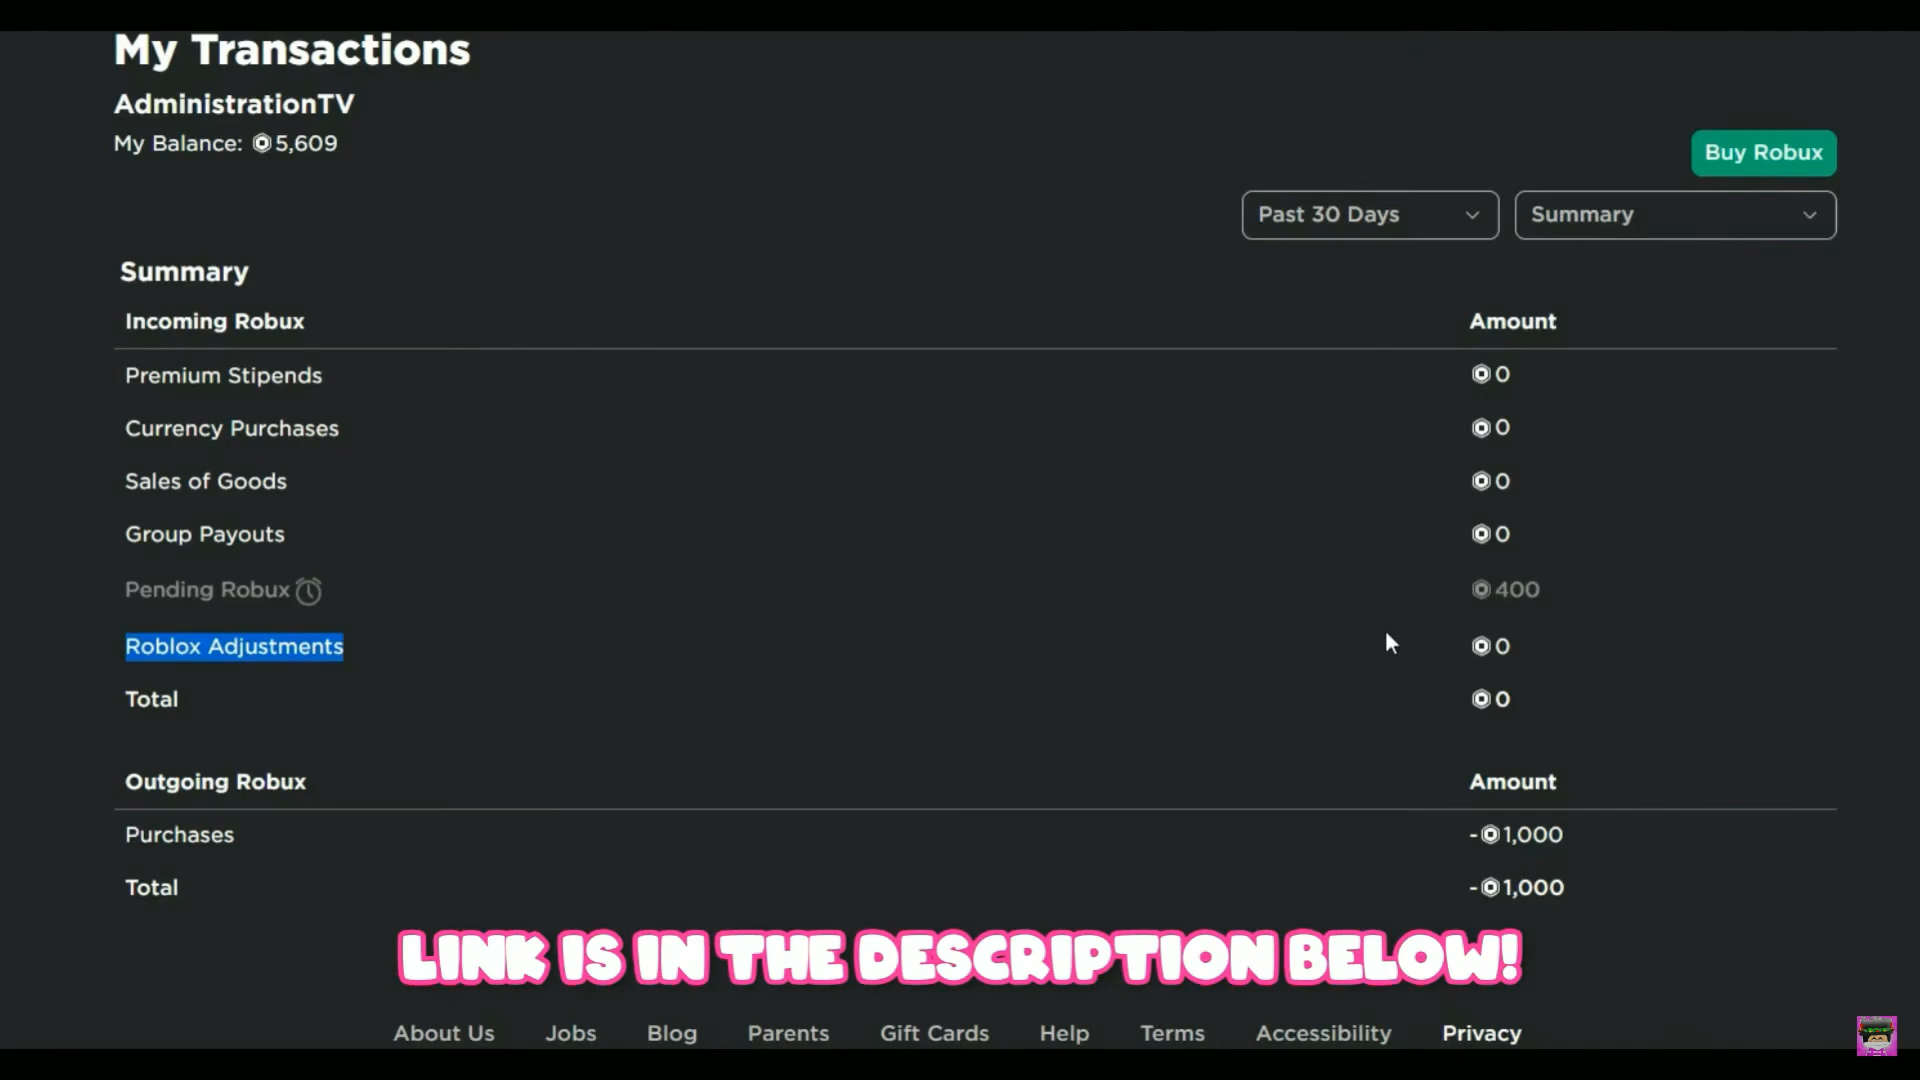 My Transactions
AdministrationTV
My Balance: 5,609
Buy Robux
Past 30 Days
Summary
Summary
Incoming Robux Amount
Premium Stipends 0
Currency Purchases 0
Sales of Goods 0
Group Payouts 0
Pending Robux 400
Roblox Adjustments 0
Total 0
Outgoing Robux Amount
Purchases -1,000
Total -1,000
LINK IS IN THE DESCRIPTION BELOW!
About Us Jobs Blog Parents Gift Cards Help Terms Accessibility Privacy